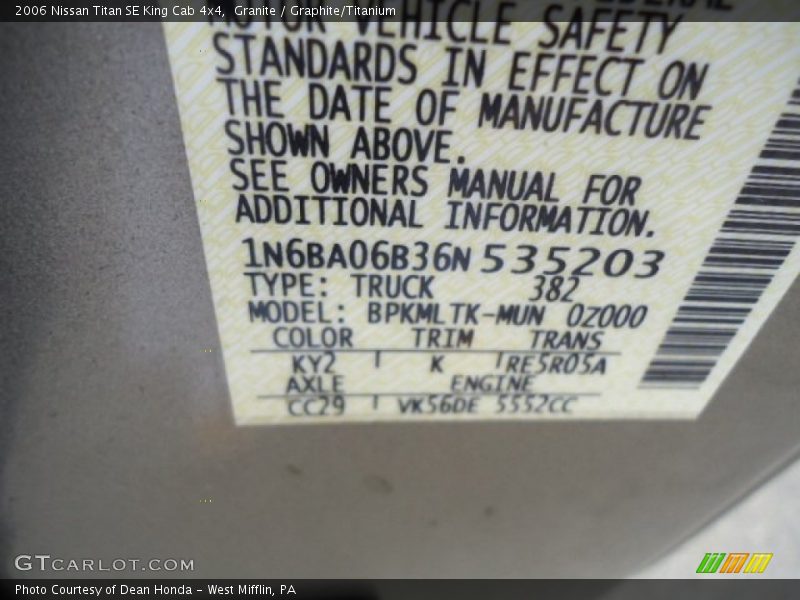 2006 Nissan Titan SE King Cab 4x4, Granite / Graphite/Titanium
MOTOR VEHICLE SAFETY
STANDARDS IN EFFECT ON
THE DATE OF MANUFACTURE
SHOWN ABOVE.
SEE OWNERS MANUAL FOR
ADDITIONAL INFORMATION.
1N6BA06B36N535203
TYPE: TRUCK 382
MODEL: BPKMLTK-MUN 0Z000
COLOR TRIM TRANS
KY2 K RE5R05A
AXLE ENGINE
CC29 VK56DE 5552CC
GTCARLOT.COM
Photo Courtesy of Dean Honda - West Mifflin, PA